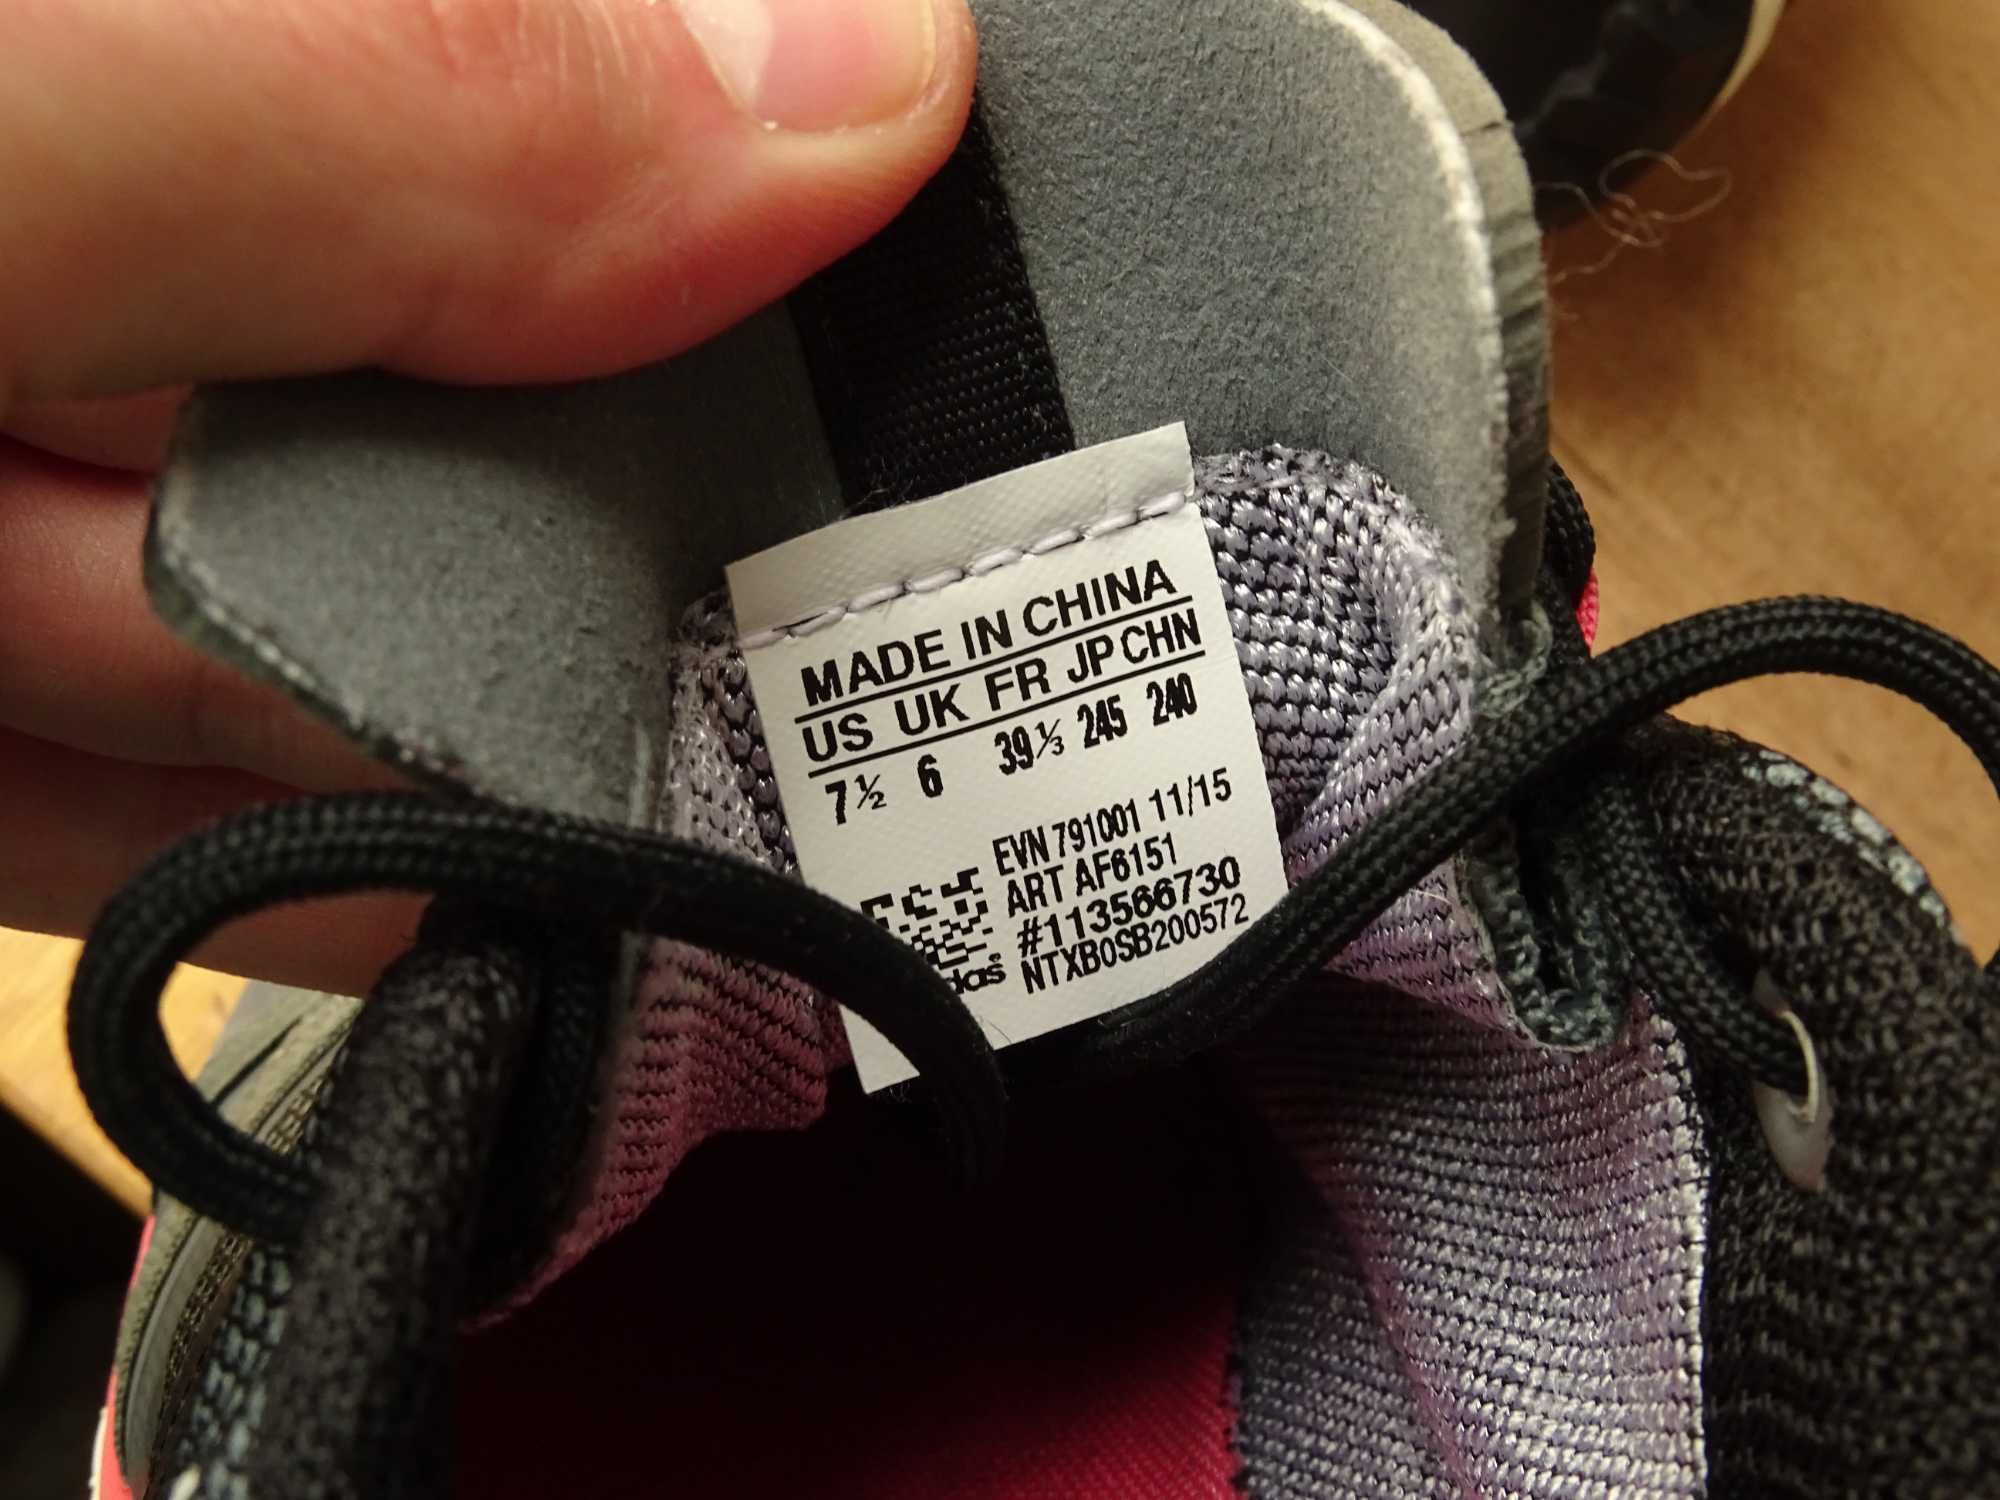 MADE IN CHINA
US UK FR JP CHN
7½ 6 39⅓ 245 240
EVN 791001 11/15
ART AF6151
#113566730
NTXB0SB200572